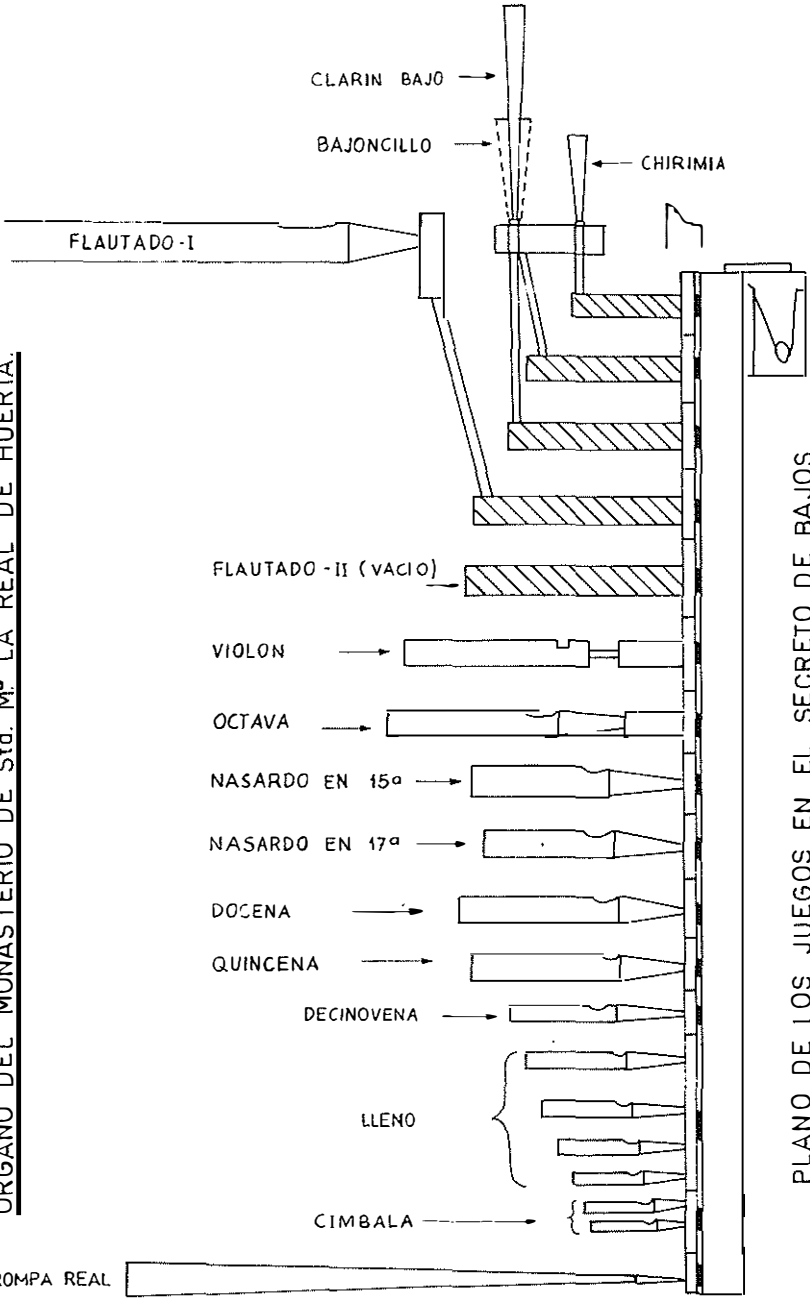 ORGANO DEL MONASTERIO DE Sta. Mª LA REAL DE HUERTA.
CLARIN BAJO
BAJONCILLO
CHIRIMIA
FLAUTADO-I
FLAUTADO-II (VACIO)
VIOLON
OCTAVA
NASARDO EN 15ª
NASARDO EN 17ª
DOCENA
QUINCENA
DECINOVENA
LLENO
CIMBALA
ROMPA REAL
PLANO DE LOS JUEGOS EN EL SECRETO DE BAJOS